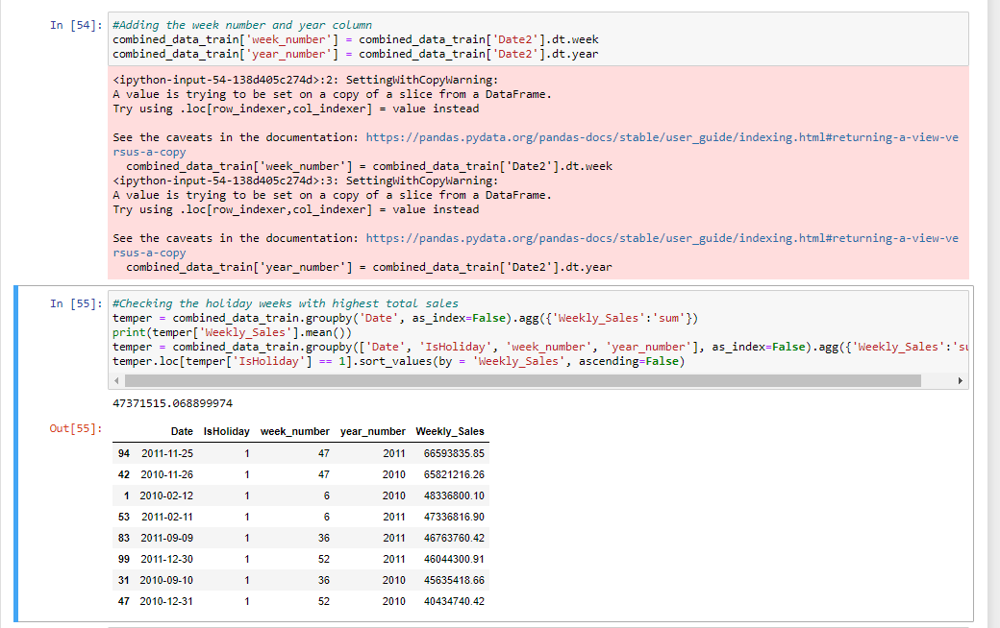 In [54]: #Adding the week number and year column
combined_data_train['week_number'] = combined_data_train['Date2'].dt.week
combined_data_train['year_number'] = combined_data_train['Date2'].dt.year
<ipython-input-54-138d405c274d>:2: SettingWithCopyWarning:
A value is trying to be set on a copy of a slice from a DataFrame.
Try using .loc[row_indexer,col_indexer] = value instead
See the caveats in the documentation: https://pandas.pydata.org/pandas-docs/stable/user_guide/indexing.html#returning-a-view-ve
rsus-a-copy
combined_data_train['week_number'] = combined_data_train['Date2'].dt.week
<ipython-input-54-138d405c274d>:3: SettingWithCopyWarning:
A value is trying to be set on a copy of a slice from a DataFrame.
Try using .loc[row_indexer,col_indexer] = value instead
See the caveats in the documentation: https://pandas.pydata.org/pandas-docs/stable/user_guide/indexing.html#returning-a-view-ve
rsus-a-copy
combined_data_train['year_number'] = combined_data_train['Date2'].dt.year
In [55]: #Checking the holiday weeks with highest total sales
temper = combined_data_train.groupby('Date', as_index=False).agg({'Weekly_Sales':'sum'})
print(temper['Weekly_Sales'].mean())
temper = combined_data_train.groupby(['Date', 'IsHoliday', 'week_number', 'year_number'], as_index=False).agg({'Weekly_Sales':'su
temper.loc[temper['IsHoliday'] == 1].sort_values(by = 'Weekly_Sales', ascending=False)
47371515.068899974
Out[55]:
Date IsHoliday week_number year_number Weekly_Sales
94 2011-11-25 1 47 2011 66593835.85
42 2010-11-26 1 47 2010 65821216.26
1 2010-02-12 1 6 2010 48336800.10
53 2011-02-11 1 6 2011 47336816.90
83 2011-09-09 1 36 2011 46763760.42
99 2011-12-30 1 52 2011 46044300.91
31 2010-09-10 1 36 2010 45635418.66
47 2010-12-31 1 52 2010 40434740.42